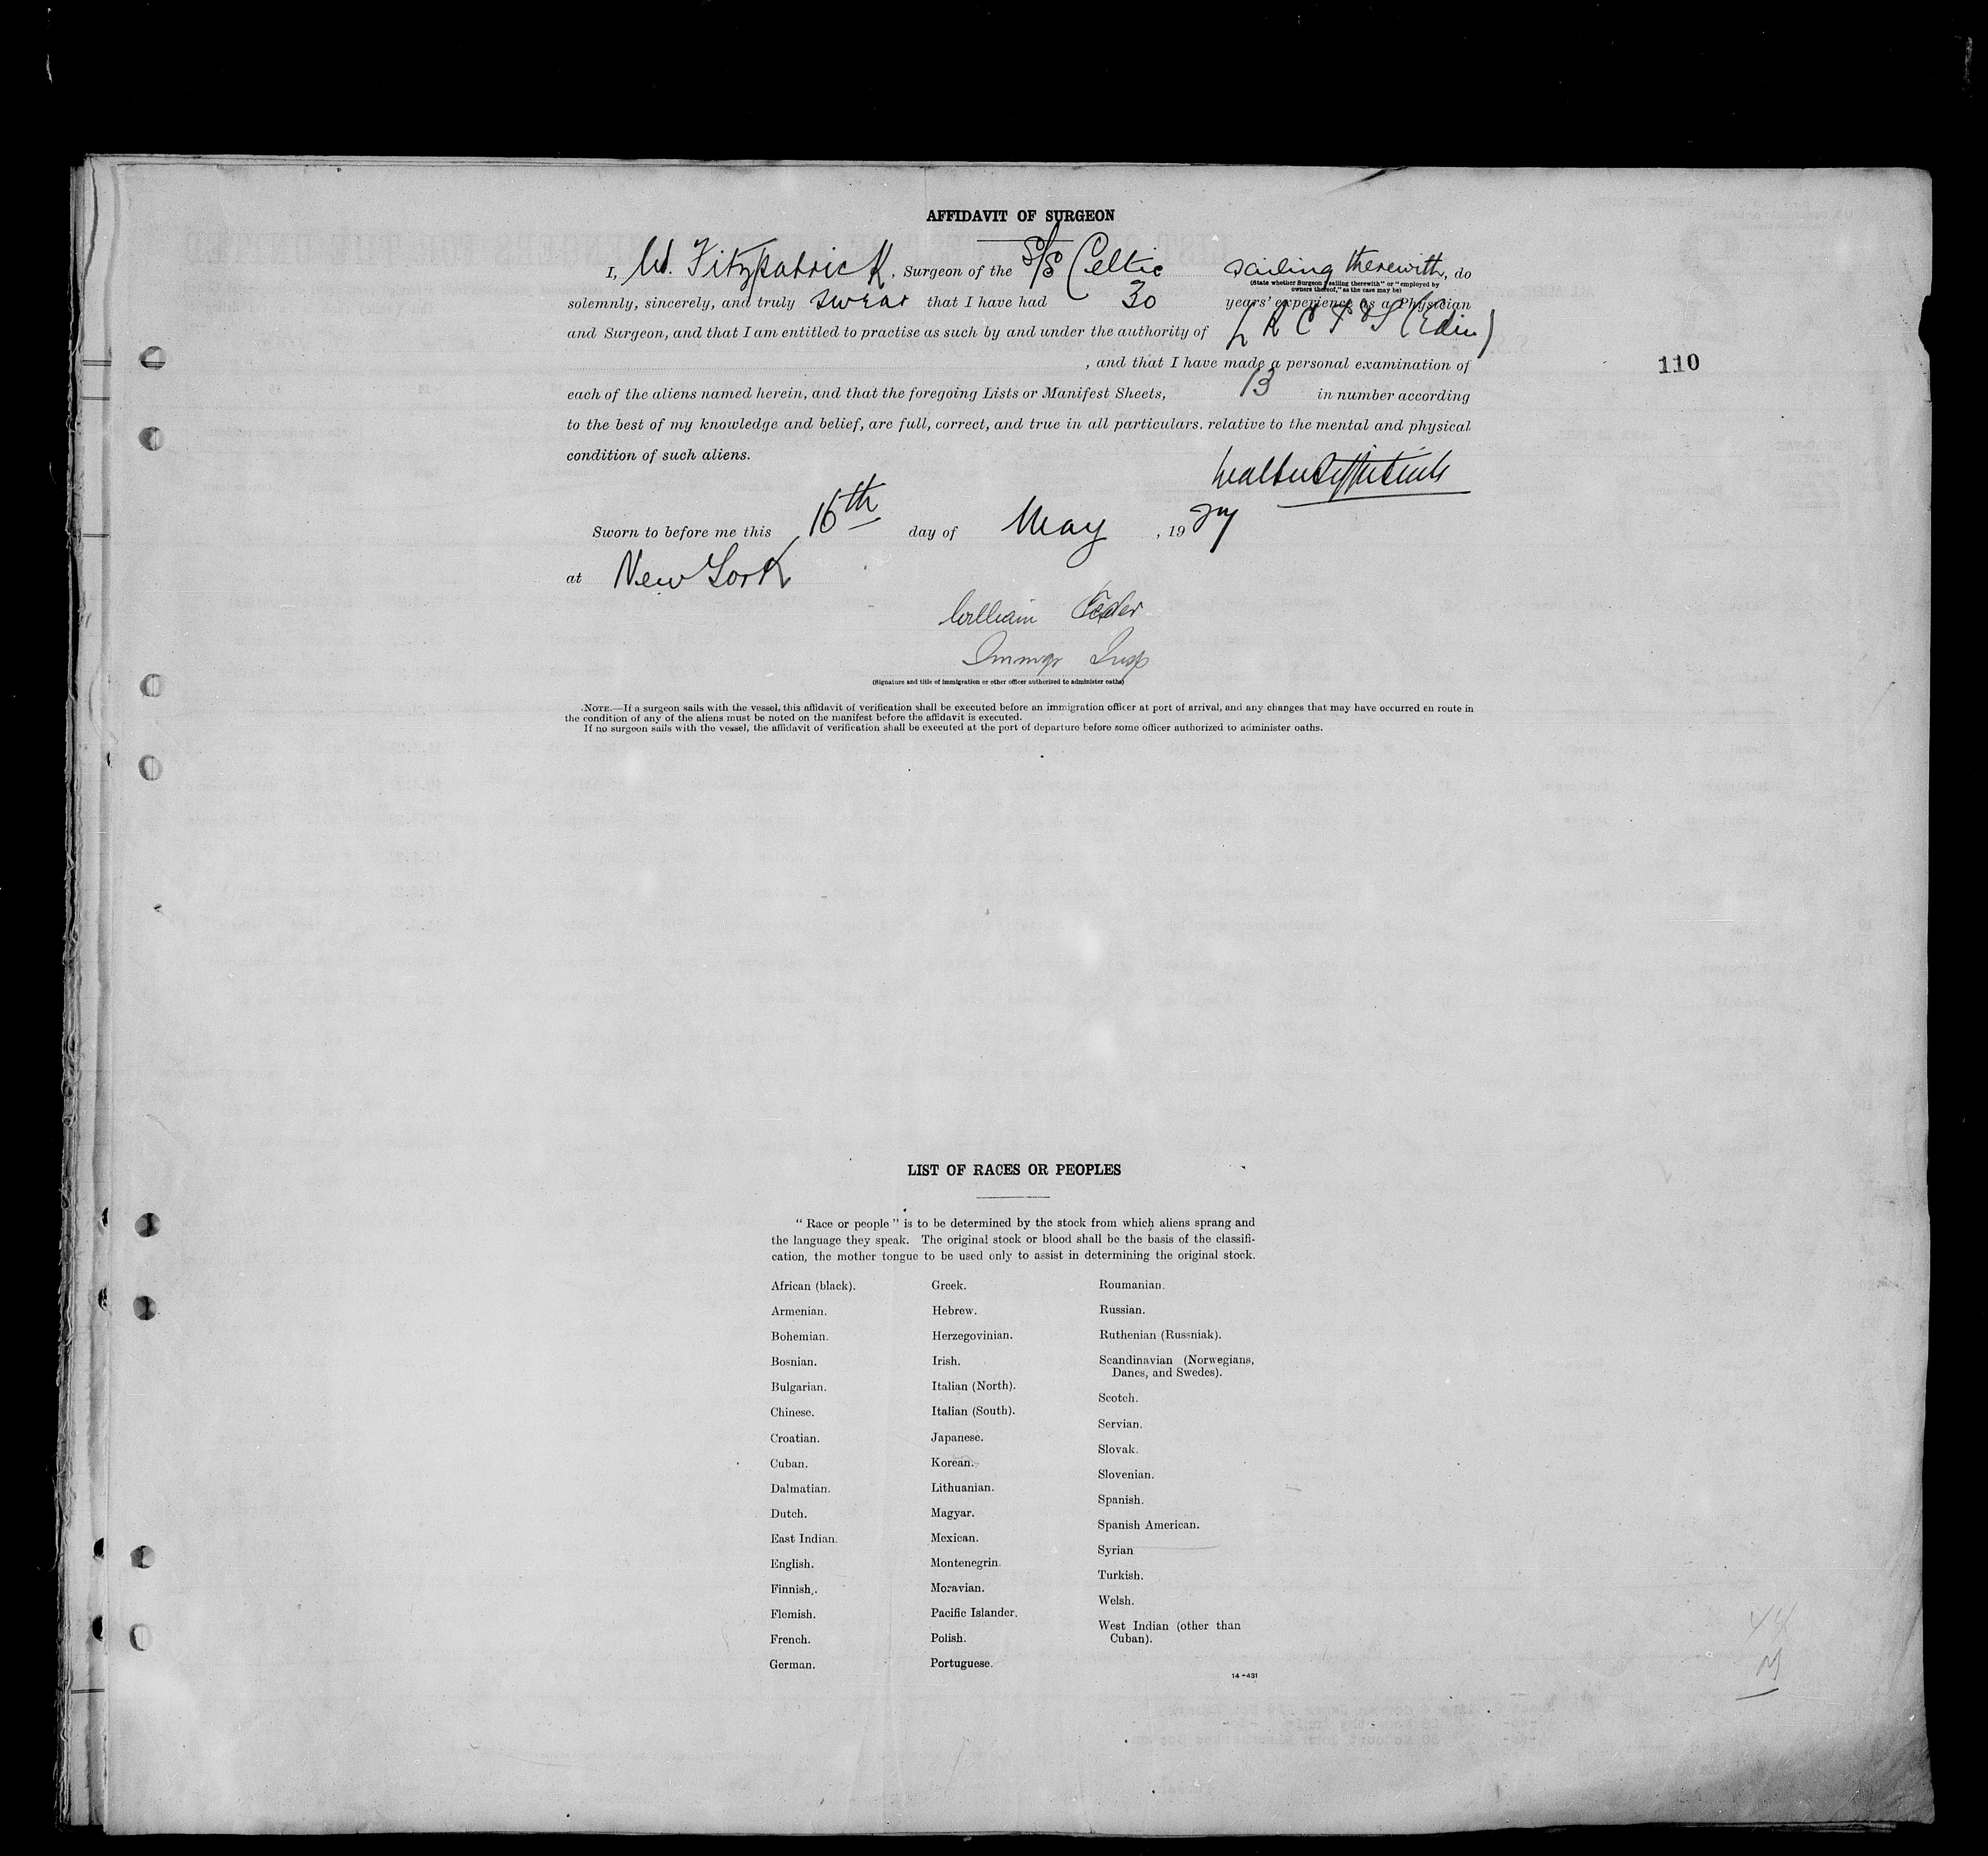 AFFIDAVIT OF SURGEON
I, W. Fitzpatrick, Surgeon of the S/S Celtic sailing therewith, do
(State whether Surgeon "sailing therewith" or "employed by
owners thereof," as the case may be)
solemnly, sincerely, and truly swear that I have had 30 years' experience as a Physician
and Surgeon, and that I am entitled to practise as such by and under the authority of L R C P & S (Edin)
, and that I have made a personal examination of
110
each of the aliens named herein, and that the foregoing Lists or Manifest Sheets, 13 in number according
to the best of my knowledge and belief, are full, correct, and true in all particulars, relative to the mental and physical
condition of such aliens.
Walter Fitzpatrick
Sworn to before me this 16th day of May, 1927
at New York
William
Immgr Insp
(Signature and title of immigration or other officer authorized to administer oaths)
NOTE.—If a surgeon sails with the vessel, this affidavit of verification shall be executed before an immigration officer at port of arrival, and any changes that may have occurred en route in
the condition of any of the aliens must be noted on the manifest before the affidavit is executed.
If no surgeon sails with the vessel, the affidavit of verification shall be executed at the port of departure before some officer authorized to administer oaths.
LIST OF RACES OR PEOPLES
"Race or people" is to be determined by the stock from which aliens sprang and
the language they speak. The original stock or blood shall be the basis of the classifi-
cation, the mother tongue to be used only to assist in determining the original stock.
African (black).
Armenian.
Bohemian.
Bosnian.
Bulgarian.
Chinese.
Croatian.
Cuban.
Dalmatian.
Dutch.
East Indian.
English.
Finnish.
Flemish.
French.
German.
Greek.
Hebrew.
Herzegovinian.
Irish.
Italian (North).
Italian (South).
Japanese.
Korean.
Lithuanian.
Magyar.
Mexican.
Montenegrin.
Moravian.
Pacific Islander.
Polish.
Portuguese.
Roumanian.
Russian.
Ruthenian (Russniak).
Scandinavian (Norwegians,
Danes, and Swedes).
Scotch.
Servian.
Slovak.
Slovenian.
Spanish.
Spanish American.
Syrian
Turkish.
Welsh.
West Indian (other than
Cuban).
14-431
44